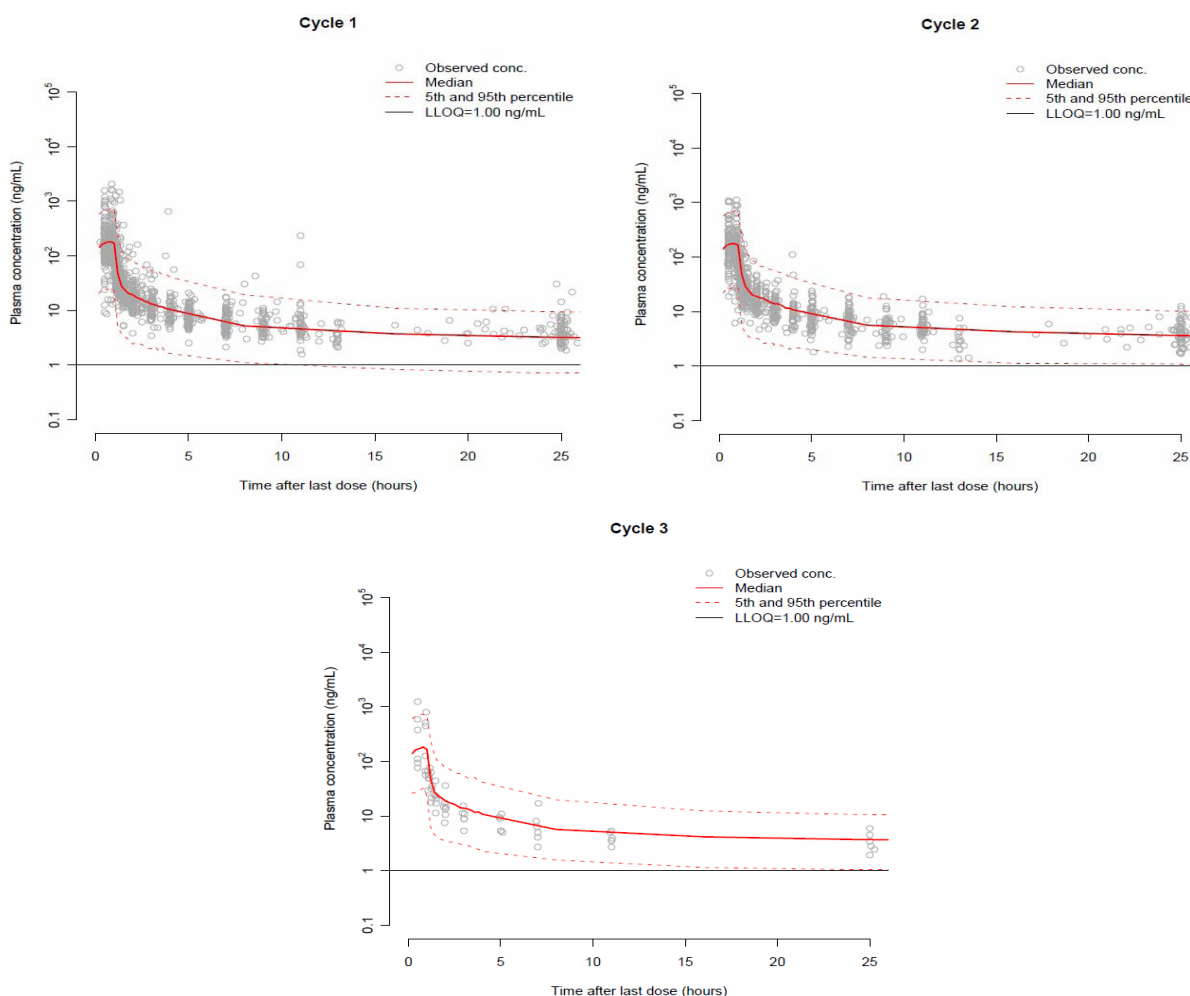 Cycle 1
Observed conc.
Median
5th and 95th percentile
LLOQ=1.00 ng/mL
Plasma concentration (ng/mL)
10^5
10^4
10^3
10^2
10
1
0.1
0 5 10 15 20 25
Time after last dose (hours)
Cycle 2
Observed conc.
Median
5th and 95th percentile
LLOQ=1.00 ng/mL
Plasma concentration (ng/mL)
10^5
10^4
10^3
10^2
10
1
0.1
0 5 10 15 20 25
Time after last dose (hours)
Cycle 3
Observed conc.
Median
5th and 95th percentile
LLOQ=1.00 ng/mL
Plasma concentration (ng/mL)
10^5
10^4
10^3
10^2
10
1
0.1
0 5 10 15 20 25
Time after last dose (hours)